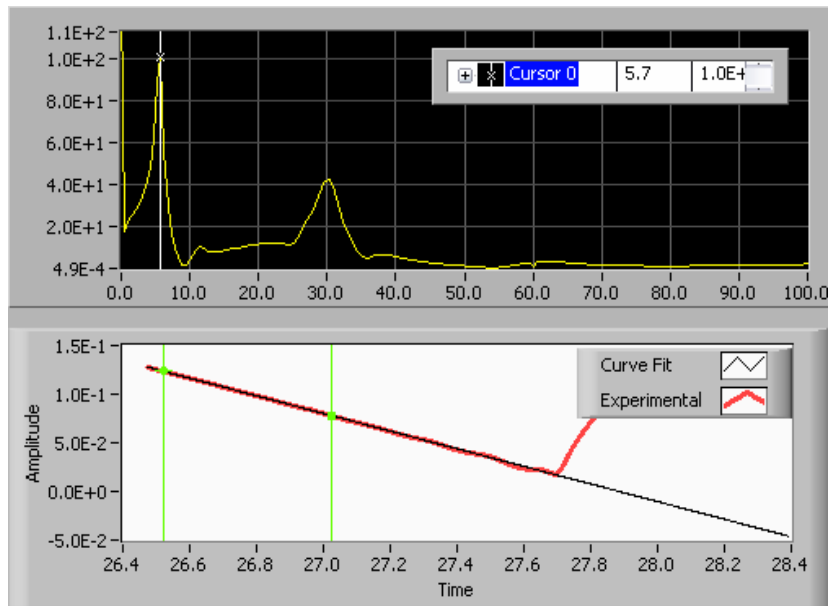 1.1E+2
1.0E+2
8.0E+1
6.0E+1
4.0E+1
2.0E+1
4.9E-4
0.0 10.0 20.0 30.0 40.0 50.0 60.0 70.0 80.0 90.0 100.0
Cursor 0 5.7 1.0E+
1.5E-1
1.0E-1
5.0E-2
0.0E+0
-5.0E-2
Amplitude
26.4 26.6 26.8 27.0 27.2 27.4 27.6 27.8 28.0 28.2 28.4
Time
Curve Fit
Experimental